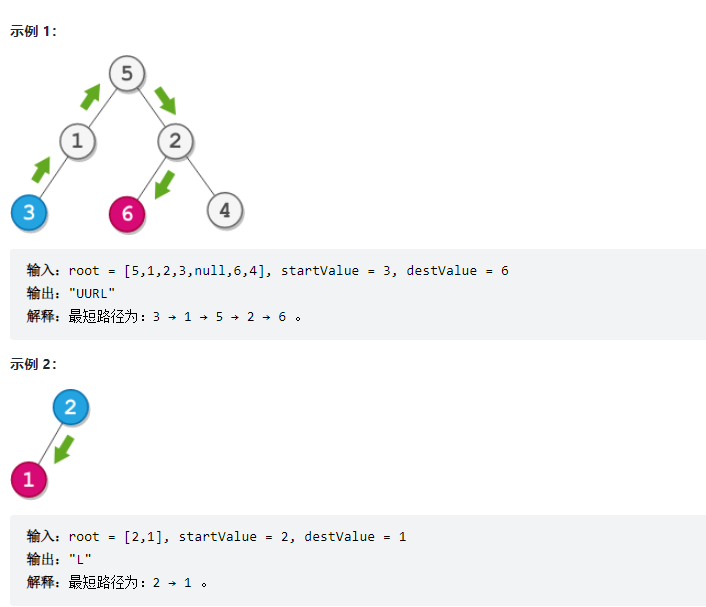 示例 1：
5
1 2
3 6 4
输入：root = [5,1,2,3,null,6,4], startValue = 3, destValue = 6
输出："UURL"
解释：最短路径为：3 → 1 → 5 → 2 → 6 。
示例 2：
2
1
输入：root = [2,1], startValue = 2, destValue = 1
输出："L"
解释：最短路径为：2 → 1 。